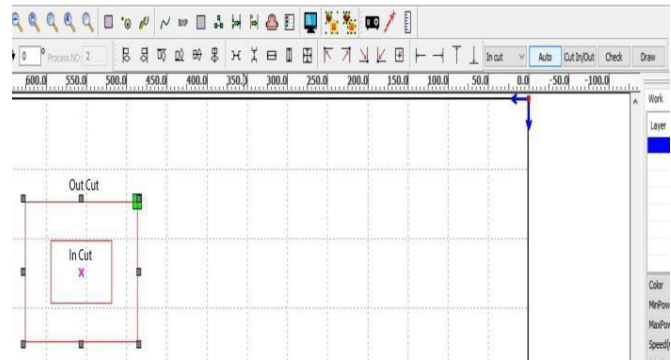 0 ° Process NO: 2 In cut Auto Cut In/Out Check Draw
600.0 550.0 500.0 450.0 400.0 350.0 300.0 250.0 200.0 150.0 100.0 50.0 0.0 -50.0 -100.0
Work
Layer
Out Cut
In Cut
Color
MinPow
MaxPow
Speed(